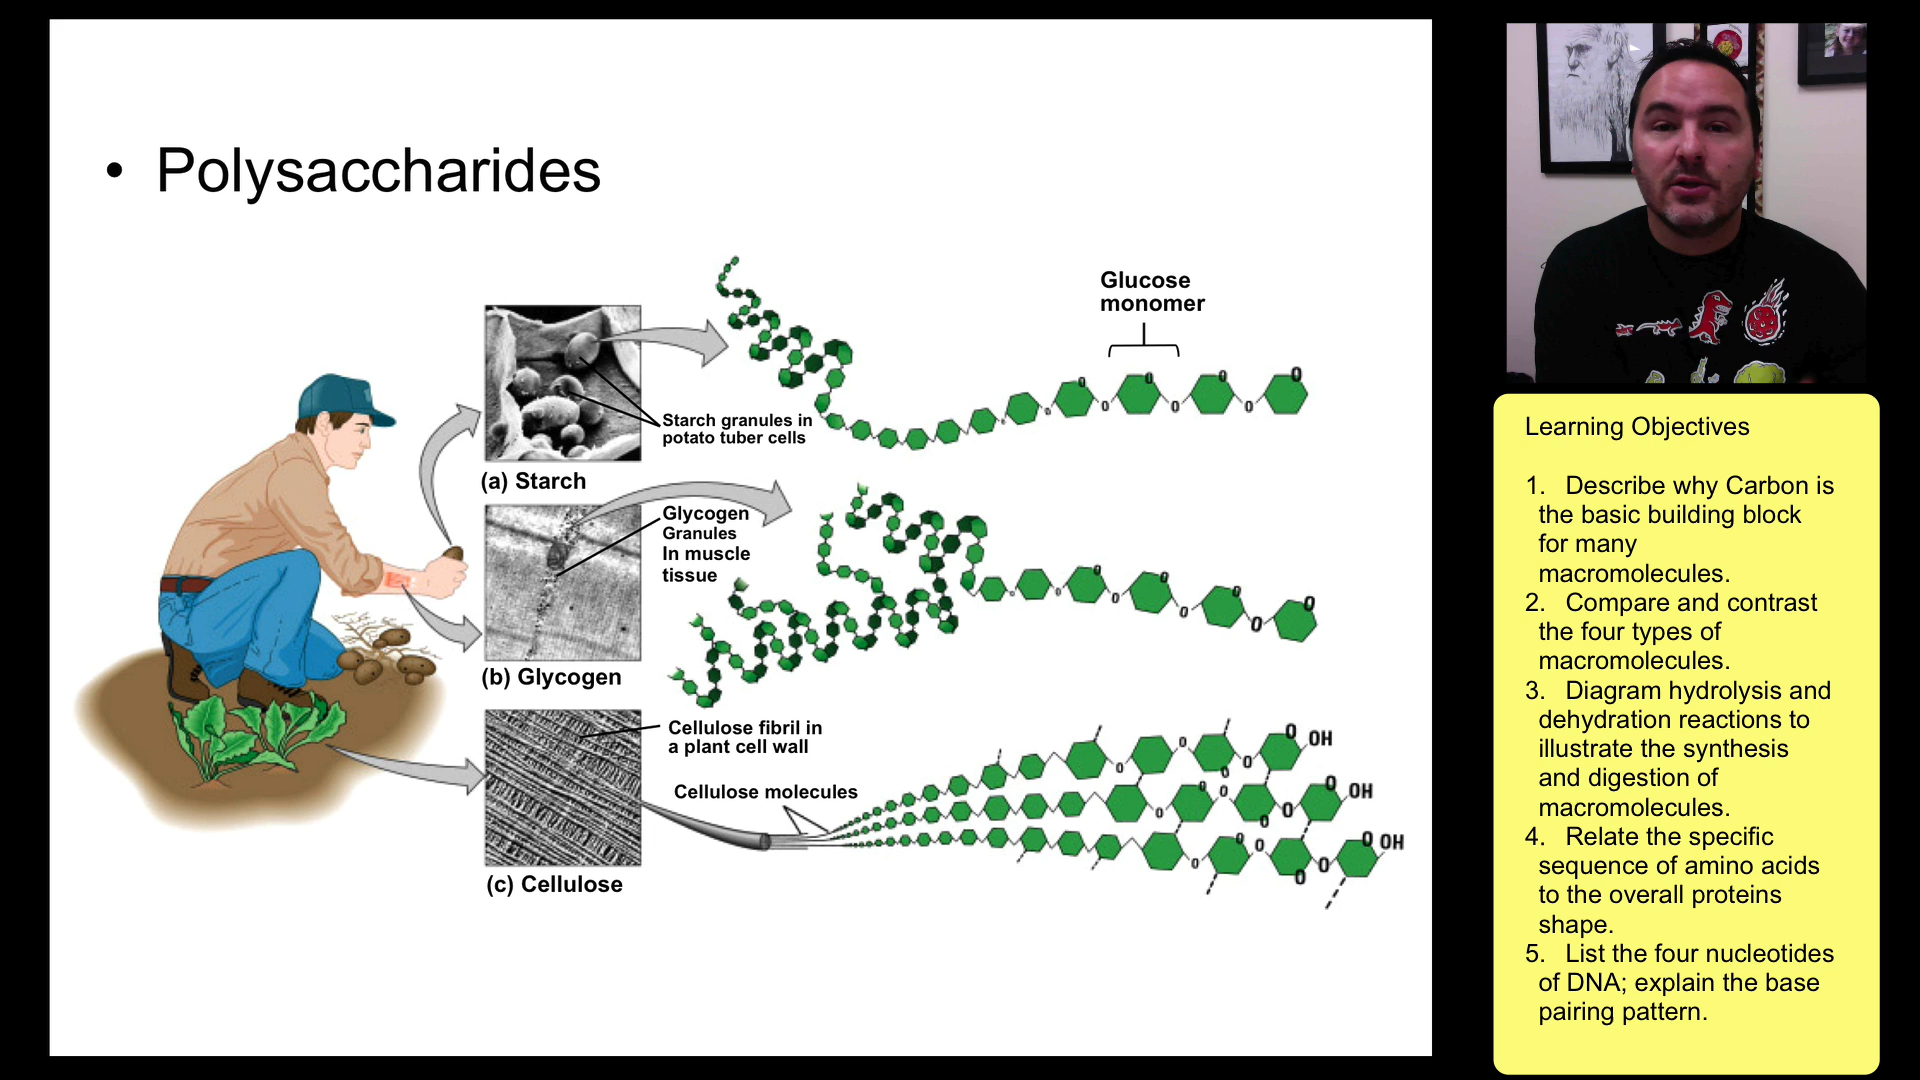 • Polysaccharides
Glucose
monomer
Starch granules in
potato tuber cells
(a) Starch
Glycogen
Granules
In muscle
tissue
(b) Glycogen
Cellulose fibril in
a plant cell wall
Cellulose molecules
(c) Cellulose
O O O O
O O O
O O O O O
O O O O
O O O OH
O O O
O O O O OH
O O O
O O O OH
O O O
Learning Objectives
1. Describe why Carbon is
the basic building block
for many
macromolecules.
2. Compare and contrast
the four types of
macromolecules.
3. Diagram hydrolysis and
dehydration reactions to
illustrate the synthesis
and digestion of
macromolecules.
4. Relate the specific
sequence of amino acids
to the overall proteins
shape.
5. List the four nucleotides
of DNA; explain the base
pairing pattern.